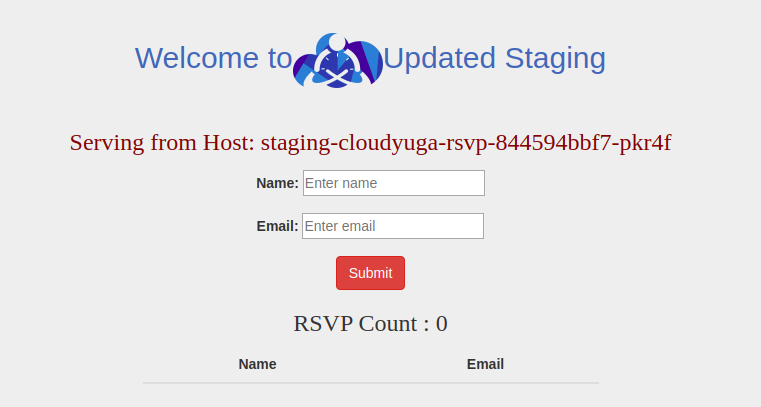 Welcome to Updated Staging
Serving from Host: staging-cloudyuga-rsvp-844594bbf7-pkr4f
Name: Enter name
Email: Enter email
Submit
RSVP Count : 0
Name Email